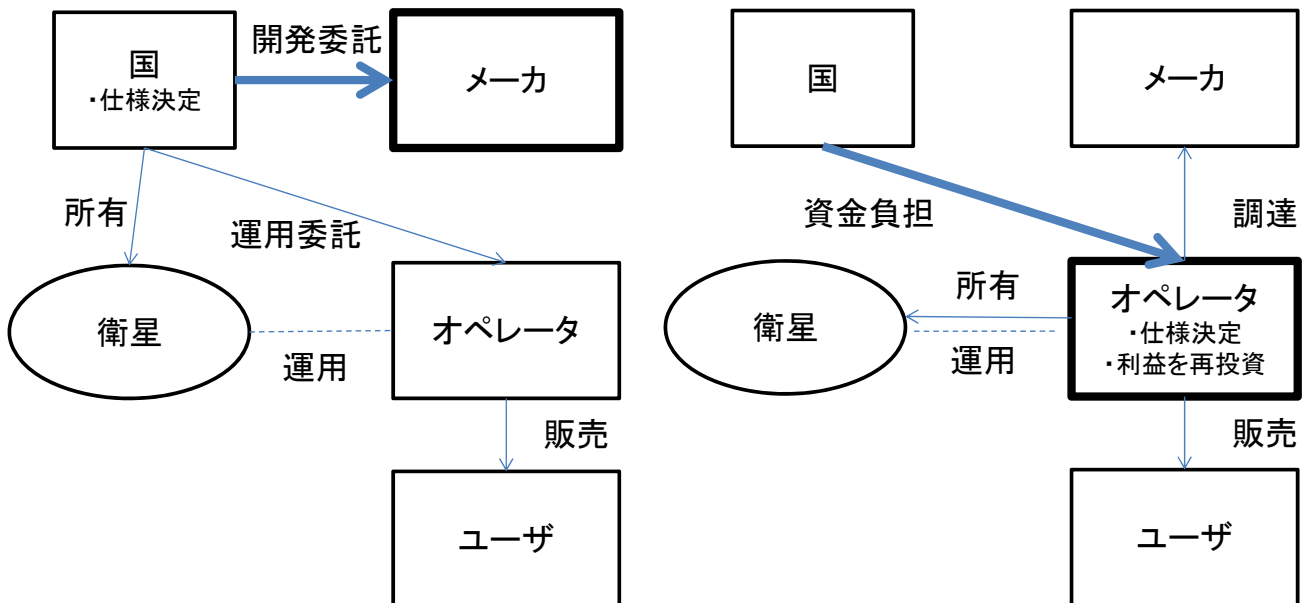 開発委託
国
・仕様決定
メーカ
所有
運用委託
衛星
運用
オペレータ
販売
ユーザ
国
メーカ
資金負担
調達
所有
衛星
運用
オペレータ
・仕様決定
・利益を再投資
販売
ユーザ